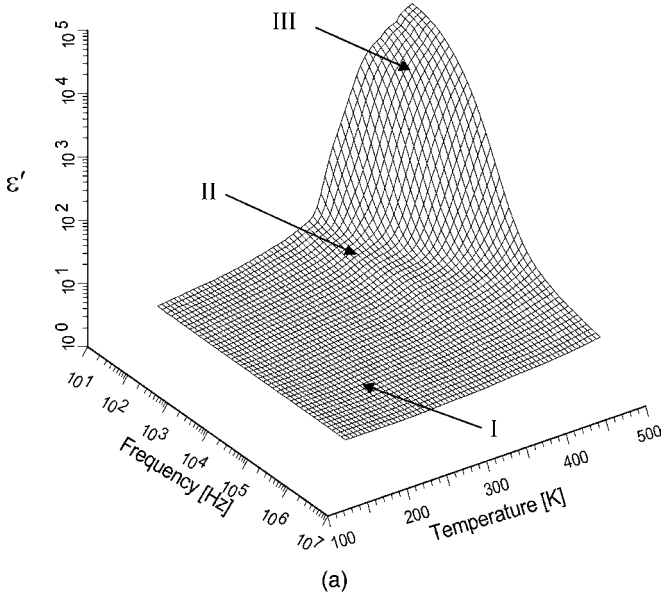 III
10⁵
10⁴
10³
ε′
II
10²
10¹
10⁰
10¹
10²
10³
10⁴
10⁵
10⁶
10⁷
Frequency [Hz]
I
100
200
300
400
500
Temperature [K]
(a)